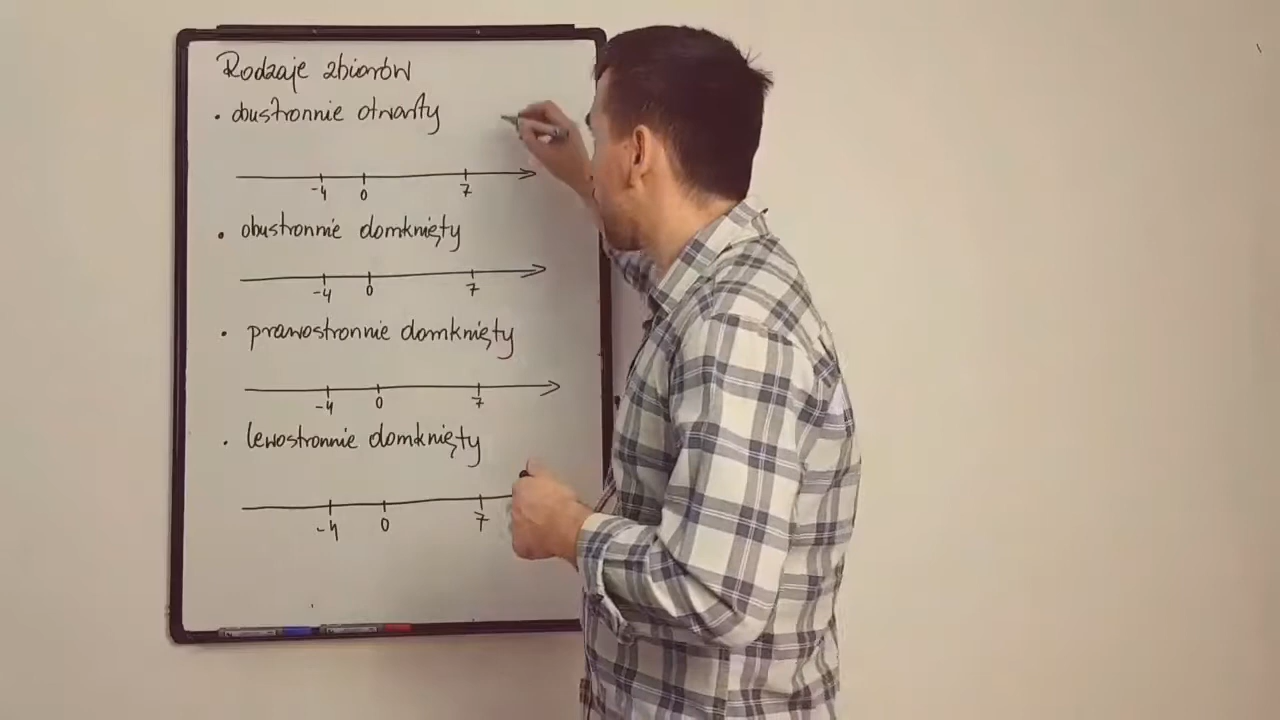 Rodzaje zbiorów
• obustronnie otwarty
-4 0 7
• obustronnie domknięty
-4 0 7
• prawostronnie domknięty
-4 0 7
• lewostronnie domknięty
-4 0 7